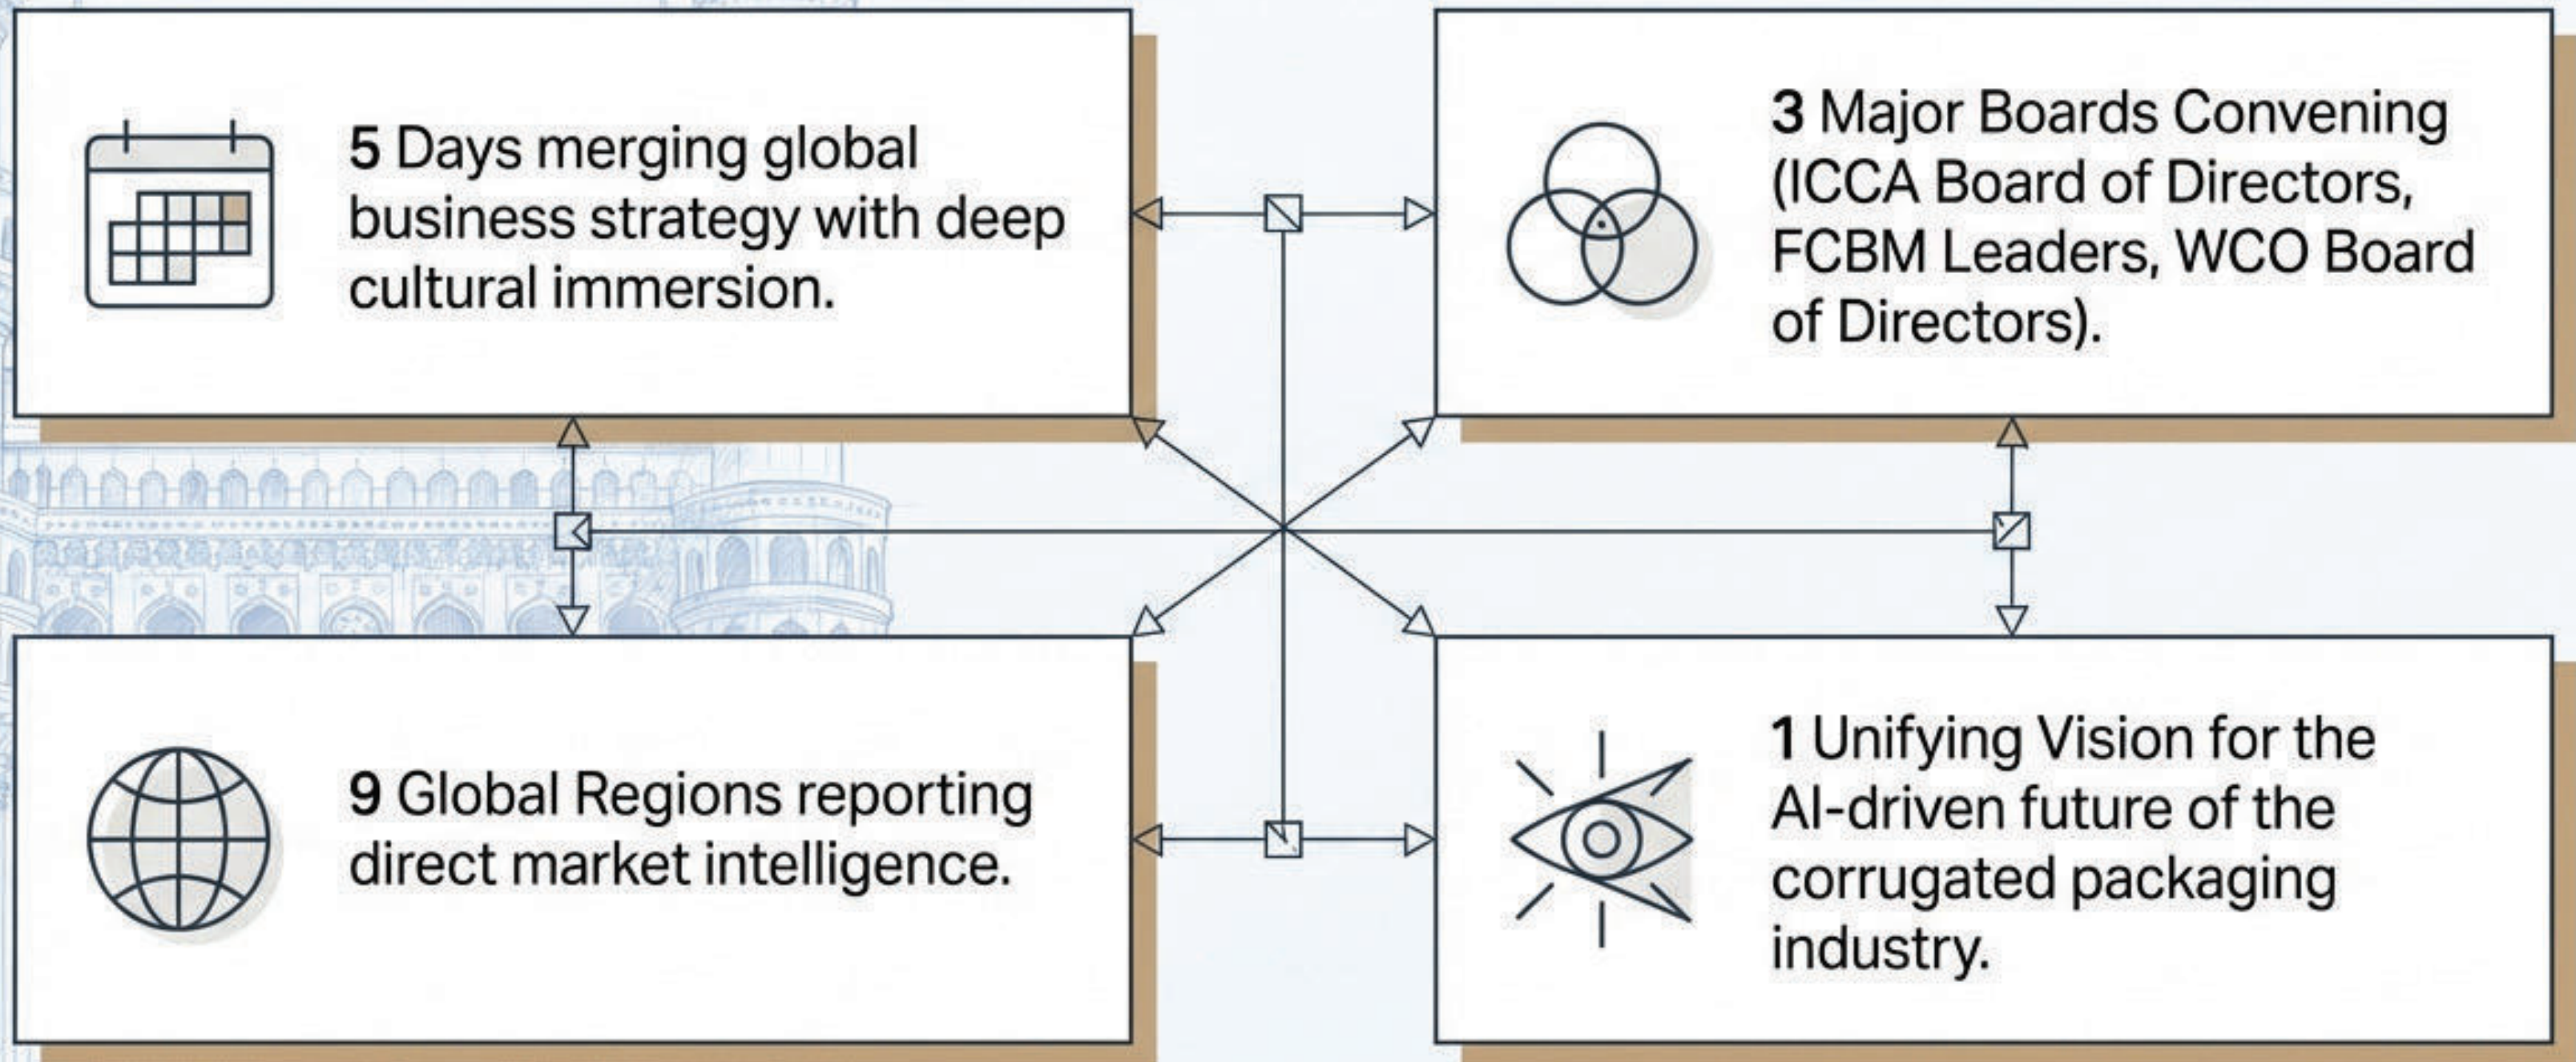 5 Days merging global
business strategy with deep
cultural immersion.
3 Major Boards Convening
(ICCA Board of Directors,
FCBM Leaders, WCO Board
of Directors).
9 Global Regions reporting
direct market intelligence.
1 Unifying Vision for the
AI-driven future of the
corrugated packaging
industry.